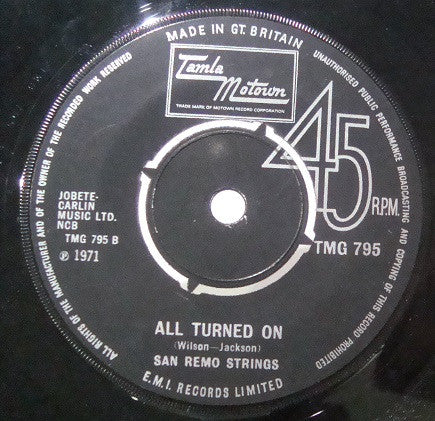 MADE IN GT. BRITAIN
Tamla
Motown
TRADE MARK OF MOTOWN RECORD CORPORATION
UNAUTHORISED PUBLIC PERFORMANCE BROADCASTING AND COPYING OF THIS RECORD PROHIBITED
ALL RIGHTS OF THE MANUFACTURER AND OF THE OWNER OF THE RECORDED WORK RESERVED
45
R.P.M.
JOBETE-
CARLIN
MUSIC LTD.
NCB
TMG 795 B
℗ 1971
TMG 795
ALL TURNED ON
(Wilson—Jackson)
SAN REMO STRINGS
E.M.I. RECORDS LIMITED